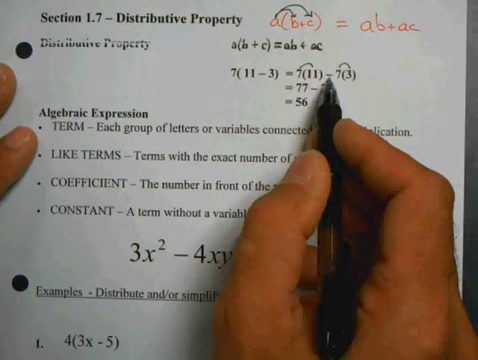 Section 1.7 – Distributive Property a(b+c) = ab+ac
Distributive Property a(b + c) = ab + ac
7( 11 – 3) = 7(11) – 7(3)
= 77 –
= 56
Algebraic Expression
• TERM – Each group of letters or variables connected
• LIKE TERMS – Terms with the exact number of
• COEFFICIENT – The number in front of the
• CONSTANT – A term without a variabl
3x² – 4xy
Examples - Distribute and/or simplify
1. 4(3x - 5)